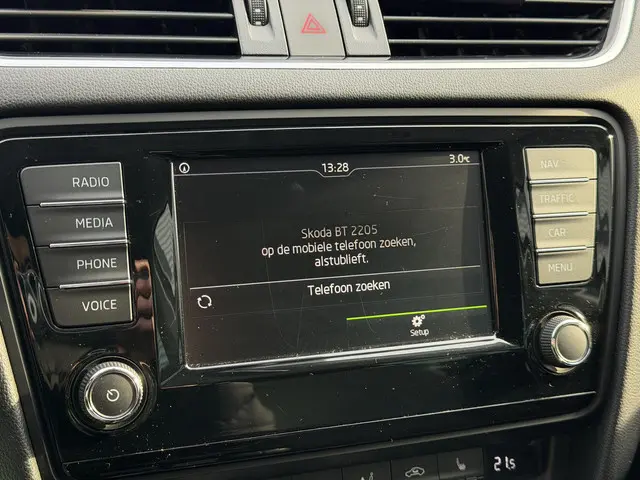 13:28
3.0°C
RADIO
MEDIA
PHONE
VOICE
Skoda BT 2205
op de mobiele telefoon zoeken,
alstublieft.
Telefoon zoeken
Setup
NAV
TRAFFIC
CAR
MENU
21.5